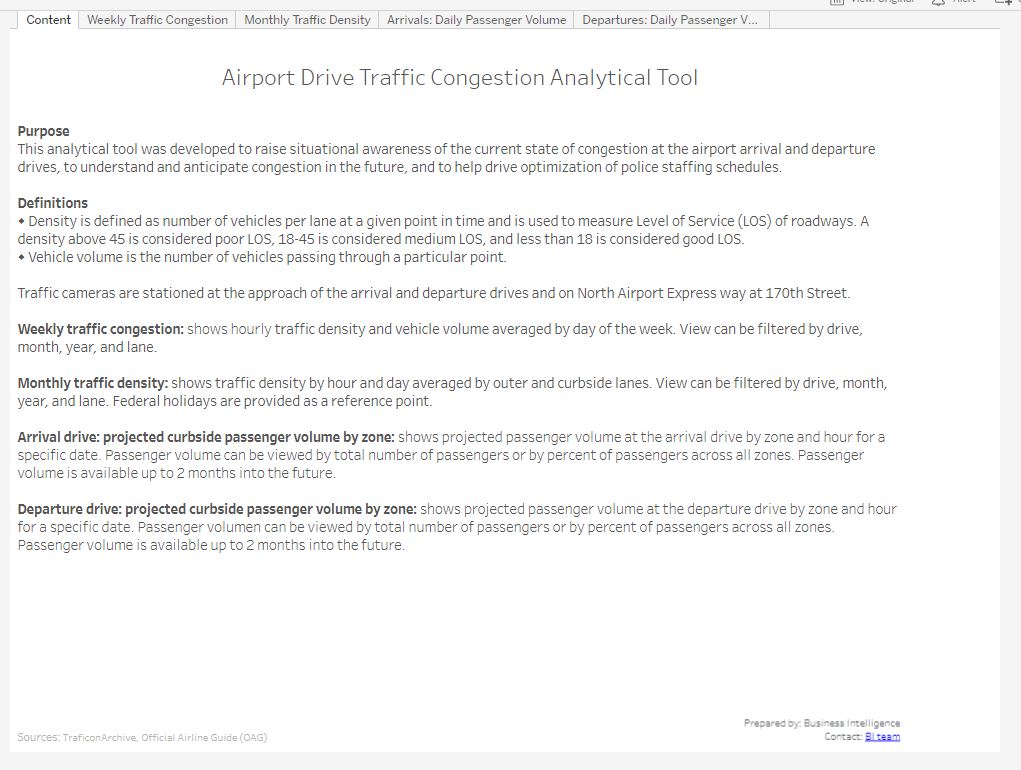 Content
Weekly Traffic Congestion
Monthly Traffic Density
Arrivals: Daily Passenger Volume
Departures: Daily Passenger V...
Airport Drive Traffic Congestion Analytical Tool
Purpose
This analytical tool was developed to raise situational awareness of the current state of congestion at the airport arrival and departure
drives, to understand and anticipate congestion in the future, and to help drive optimization of police staffing schedules.
Definitions
• Density is defined as number of vehicles per lane at a given point in time and is used to measure Level of Service (LOS) of roadways. A
density above 45 is considered poor LOS, 18-45 is considered medium LOS, and less than 18 is considered good LOS.
• Vehicle volume is the number of vehicles passing through a particular point.
Traffic cameras are stationed at the approach of the arrival and departure drives and on North Airport Express way at 170th Street.
Weekly traffic congestion: shows hourly traffic density and vehicle volume averaged by day of the week. View can be filtered by drive,
month, year, and lane.
Monthly traffic density: shows traffic density by hour and day averaged by outer and curbside lanes. View can be filtered by drive, month,
year, and lane. Federal holidays are provided as a reference point.
Arrival drive: projected curbside passenger volume by zone: shows projected passenger volume at the arrival drive by zone and hour for a
specific date. Passenger volume can be viewed by total number of passengers or by percent of passengers across all zones. Passenger
volume is available up to 2 months into the future.
Departure drive: projected curbside passenger volume by zone: shows projected passenger volume at the departure drive by zone and hour
for a specific date. Passenger volumen can be viewed by total number of passengers or by percent of passengers across all zones.
Passenger volume is available up to 2 months into the future.
Prepared by: Business Intelligence
Sources: TraficonArchive, Official Airline Guide (OAG)
Contact: BI team